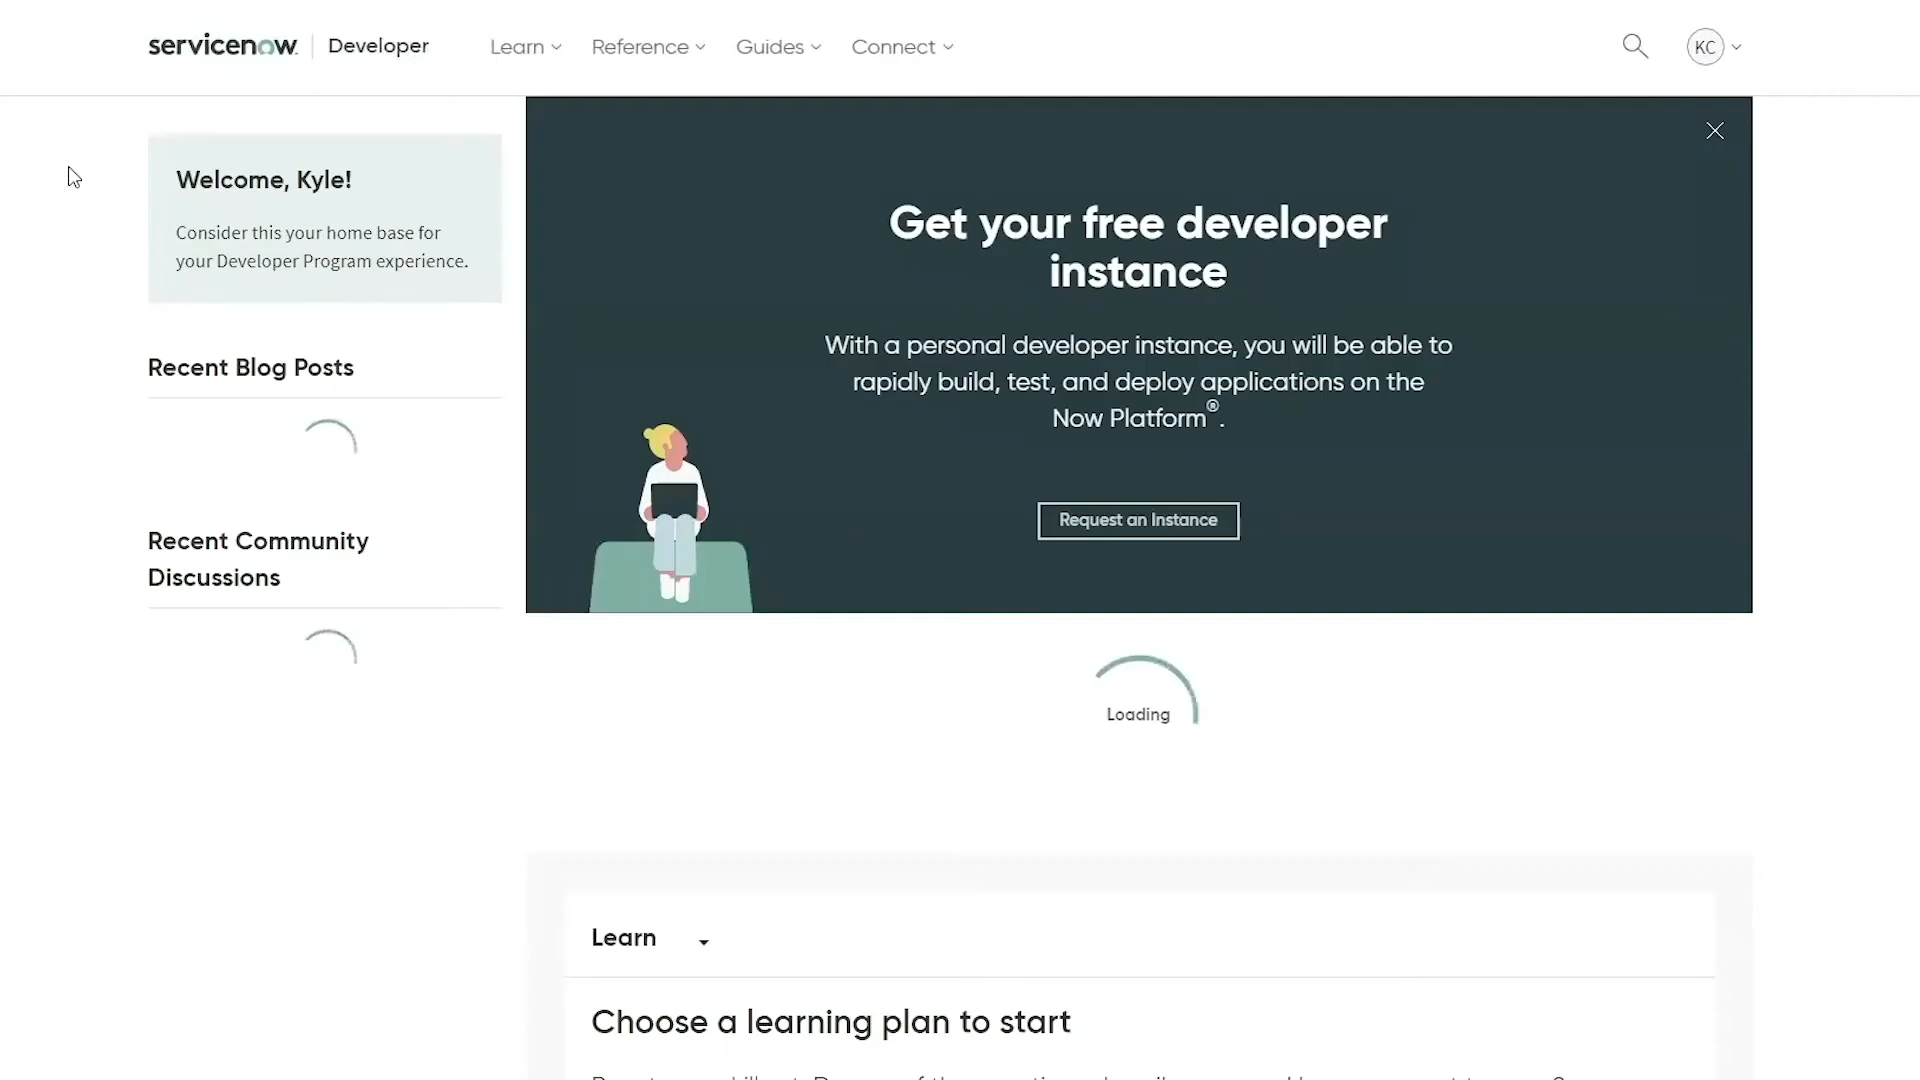 servicenow. Developer Learn Reference Guides Connect KC
Welcome, Kyle!
Consider this your home base for
your Developer Program experience.
Recent Blog Posts
Recent Community
Discussions
Get your free developer
instance
With a personal developer instance, you will be able to
rapidly build, test, and deploy applications on the
Now Platform®.
Request an Instance
Loading
Learn
Choose a learning plan to start